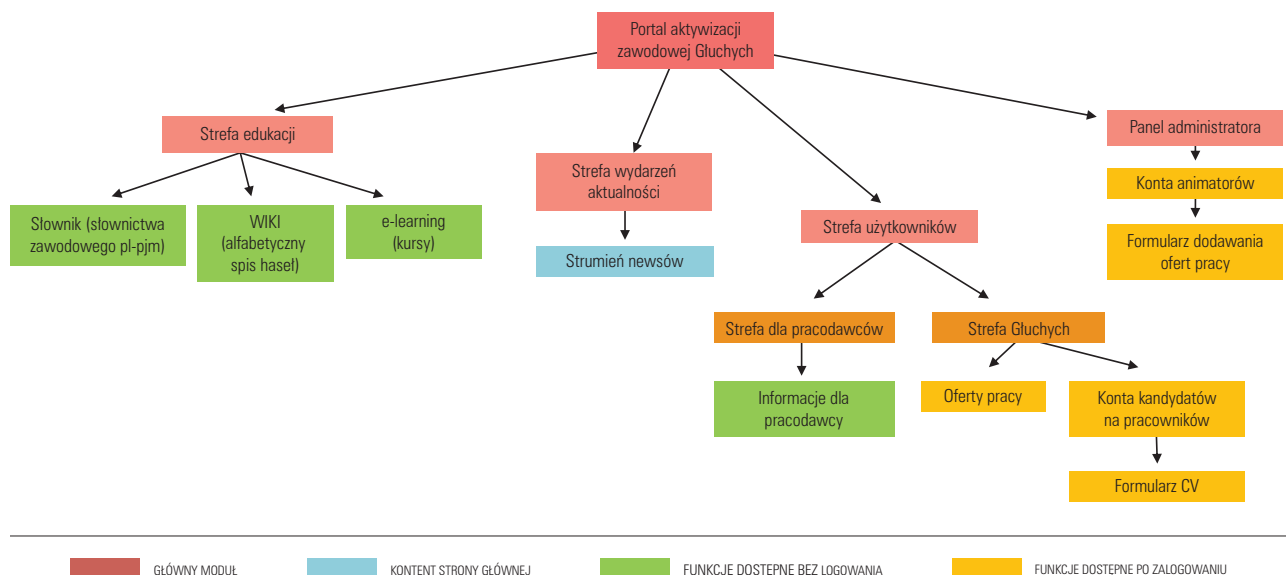 Portal aktywizacji
zawodowej Głuchych
Strefa edukacji
Słownik (słownictwa
zawodowego pl-pjm)
WIKI
(alfabetyczny
spis haseł)
e-learning
(kursy)
Strefa wydarzeń
aktualności
Strumień newsów
Strefa użytkowników
Strefa dla pracodawców
Informacje dla
pracodawcy
Strefa Głuchych
Oferty pracy
Konta kandydatów
na pracowników
Formularz CV
Panel administratora
Konta animatorów
Formularz dodawania
ofert pracy
GŁÓWNY MODUŁ
KONTENT STRONY GŁÓWNEJ
FUNKCJE DOSTĘPNE BEZ LOGOWANIA
FUNKCJE DOSTĘPNE PO ZALOGOWANIU